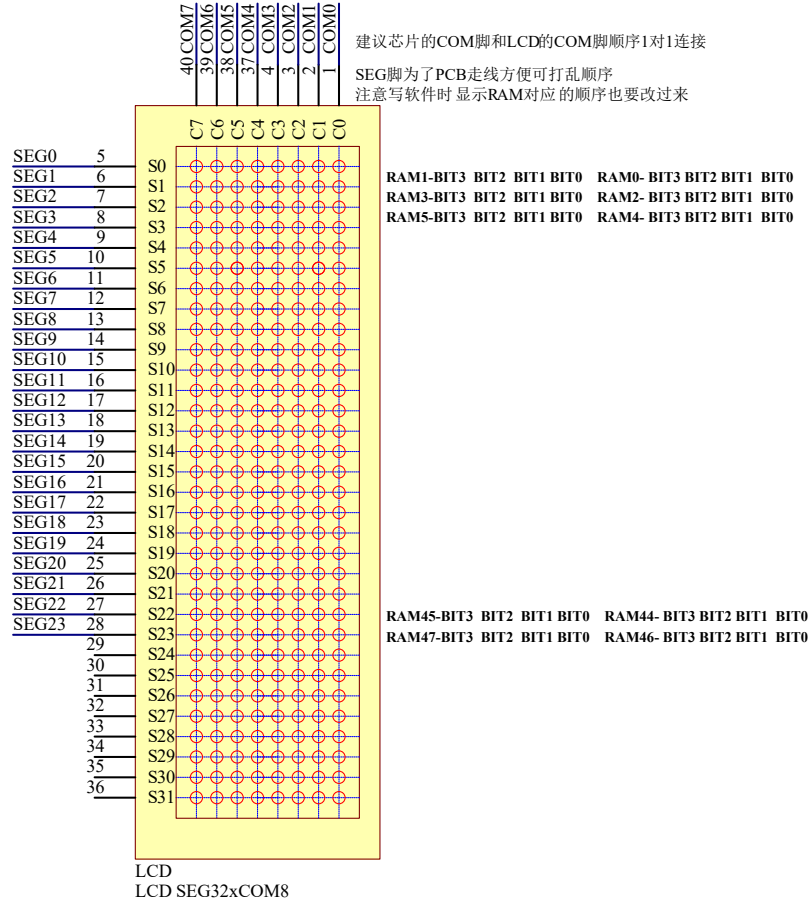 40 COM7
39 COM6
38 COM5
37 COM4
4 COM3
3 COM2
2 COM1
1 COM0
建议芯片的COM脚和LCD的COM脚顺序1对1连接
SEG脚为了PCB走线方便可打乱顺序
注意写软件时显示RAM对应的顺序也要改过来
C7 C6 C5 C4 C3 C2 C1 C0
SEG0 5 S0 RAM1-BIT3 BIT2 BIT1 BIT0 RAM0- BIT3 BIT2 BIT1 BIT0
SEG1 6 S1 RAM3-BIT3 BIT2 BIT1 BIT0 RAM2- BIT3 BIT2 BIT1 BIT0
SEG2 7 S2 RAM5-BIT3 BIT2 BIT1 BIT0 RAM4- BIT3 BIT2 BIT1 BIT0
SEG3 8 S3
SEG4 9 S4
SEG5 10 S5
SEG6 11 S6
SEG7 12 S7
SEG8 13 S8
SEG9 14 S9
SEG10 15 S10
SEG11 16 S11
SEG12 17 S12
SEG13 18 S13
SEG14 19 S14
SEG15 20 S15
SEG16 21 S16
SEG17 22 S17
SEG18 23 S18
SEG19 24 S19
SEG20 25 S20
SEG21 26 S21
SEG22 27 S22 RAM45-BIT3 BIT2 BIT1 BIT0 RAM44- BIT3 BIT2 BIT1 BIT0
SEG23 28 S23 RAM47-BIT3 BIT2 BIT1 BIT0 RAM46- BIT3 BIT2 BIT1 BIT0
29 S24
30 S25
31 S26
32 S27
33 S28
34 S29
35 S30
36 S31
LCD
LCD SEG32xCOM8